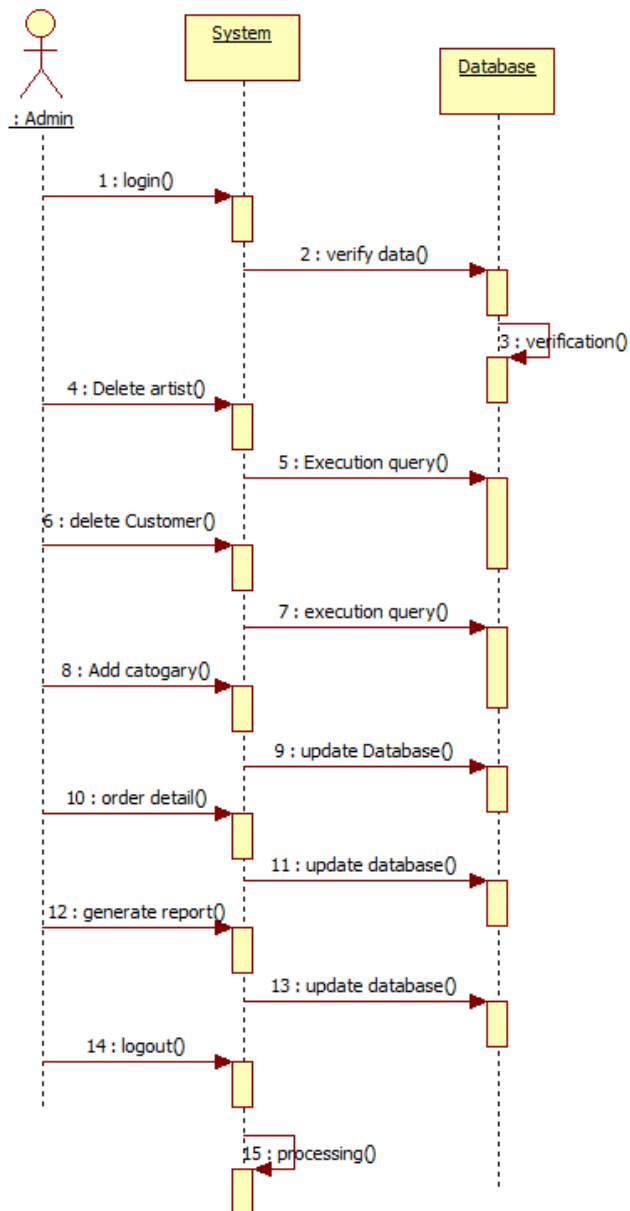 System
Database
: Admin
1 : login()
2 : verify data()
3 : verification()
4 : Delete artist()
5 : Execution query()
6 : delete Customer()
7 : execution query()
8 : Add catogary()
9 : update Database()
10 : order detail()
11 : update database()
12 : generate report()
13 : update database()
14 : logout()
15 : processing()